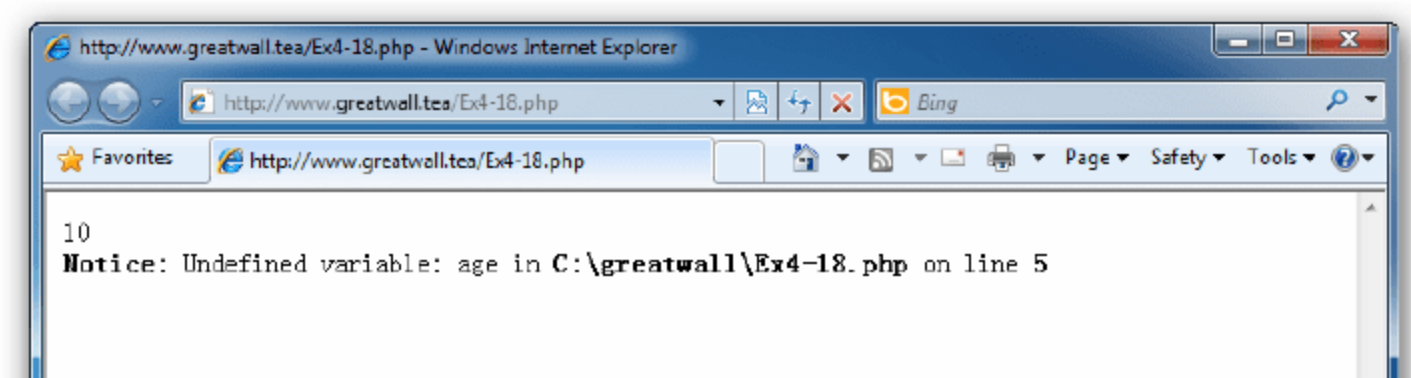 http://www.greatwall.tea/Ex4-18.php - Windows Internet Explorer
http://www.greatwall.tea/Ex4-18.php
Bing
Favorites
http://www.greatwall.tea/Ex4-18.php
Page
Safety
Tools
10
Notice: Undefined variable: age in C:\greatwall\Ex4-18.php on line 5